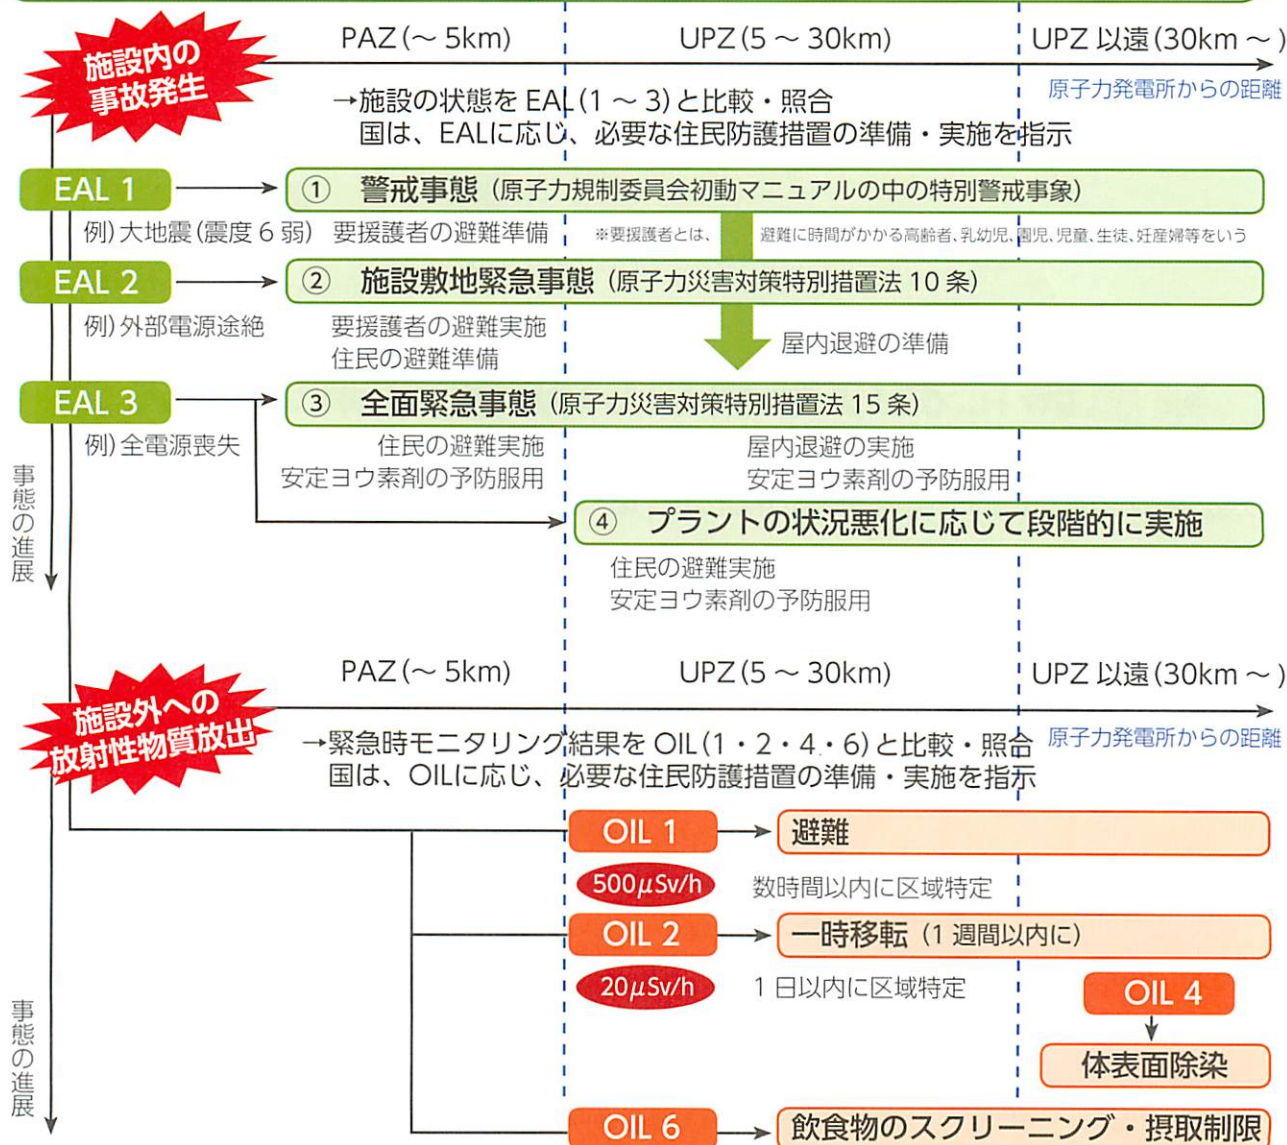 PAZ(～ 5km)
UPZ(5 ～ 30km)
UPZ 以遠(30km ～ )
施設内の
事故発生
原子力発電所からの距離
→施設の状態を EAL(1 ～ 3)と比較・照合
国は、EALに応じ、必要な住民防護措置の準備・実施を指示
EAL 1
① 警戒事態 (原子力規制委員会初動マニュアルの中の特別警戒事象)
例) 大地震(震度 6 弱)
要援護者の避難準備
※要援護者とは、 避難に時間がかかる高齢者、乳幼児、園児、児童、生徒、妊産婦等をいう
EAL 2
② 施設敷地緊急事態 (原子力災害対策特別措置法 10 条)
例) 外部電源途絶
要援護者の避難実施
住民の避難準備
屋内退避の準備
EAL 3
③ 全面緊急事態 (原子力災害対策特別措置法 15 条)
例) 全電源喪失
住民の避難実施
安定ヨウ素剤の予防服用
屋内退避の実施
安定ヨウ素剤の予防服用
④ プラントの状況悪化に応じて段階的に実施
住民の避難実施
安定ヨウ素剤の予防服用
事態の進展
PAZ(～ 5km)
UPZ(5 ～ 30km)
UPZ 以遠(30km ～ )
施設外への
放射性物質放出
原子力発電所からの距離
→緊急時モニタリング結果を OIL(1・2・4・6)と比較・照合
国は、OILに応じ、必要な住民防護措置の準備・実施を指示
OIL 1
避難
500μSv/h
数時間以内に区域特定
OIL 2
一時移転 (1 週間以内に)
20μSv/h
1 日以内に区域特定
OIL 4
体表面除染
OIL 6
飲食物のスクリーニング・摂取制限
事態の進展